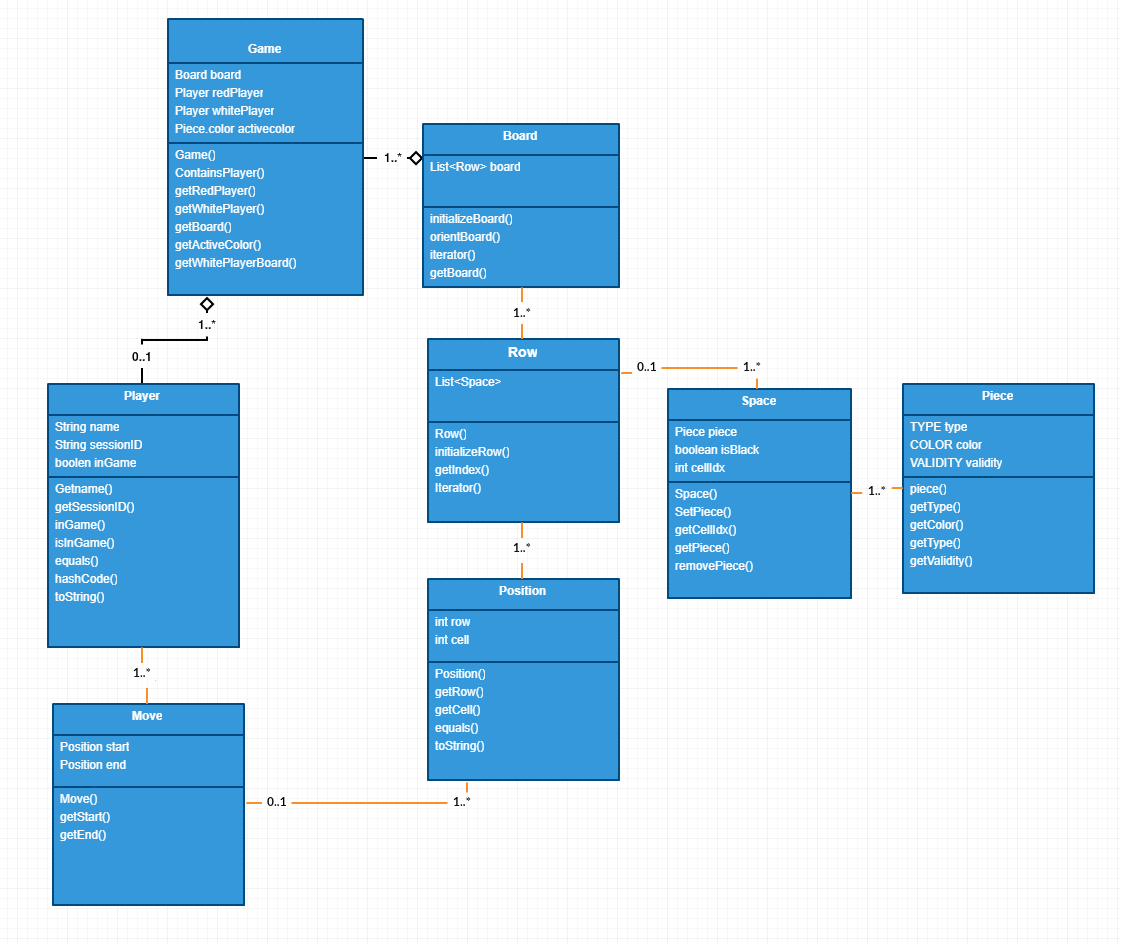 Game
Board board
Player redPlayer
Player whitePlayer
Piece.color activecolor
Game()
ContainsPlayer()
getRedPlayer()
getWhitePlayer()
getBoard()
getActiveColor()
getWhitePlayerBoard()
1..*
Board
List<Row> board
initializeBoard()
orientBoard()
iterator()
getBoard()
1..*
0..1
1..*
Row
List<Space>
Row()
initializeRow()
getIndex()
Iterator()
0..1
1..*
Space
Piece piece
boolean isBlack
int cellIdx
Space()
SetPiece()
getCellIdx()
getPiece()
removePiece()
1..*
Piece
TYPE type
COLOR color
VALIDITY validity
piece()
getType()
getColor()
getType()
getValidity()
Player
String name
String sessionID
boolen inGame
Getname()
getSessionID()
inGame()
isInGame()
equals()
hashCode()
toString()
1..*
1..*
Position
int row
int cell
Position()
getRow()
getCell()
equals()
toString()
Move
Position start
Position end
Move()
getStart()
getEnd()
0..1
1..*